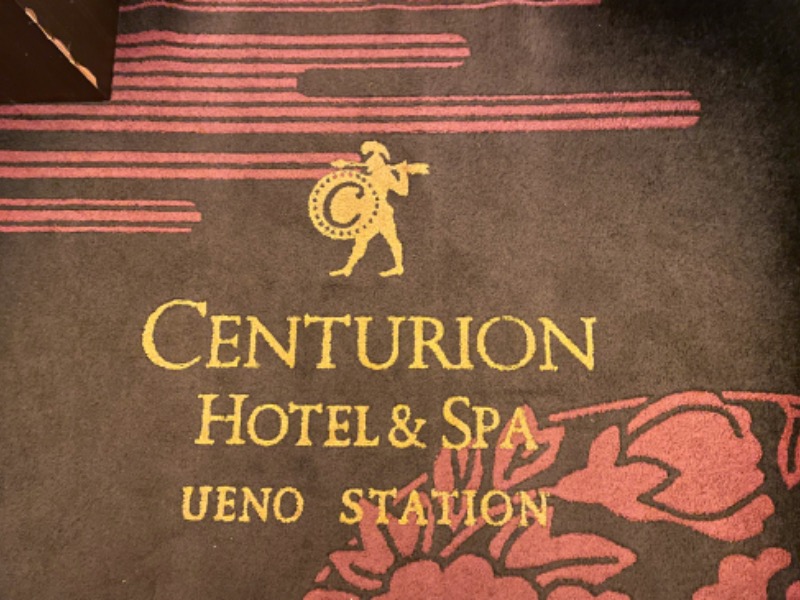 C
CENTURION
HOTEL & SPA
UENO STATION